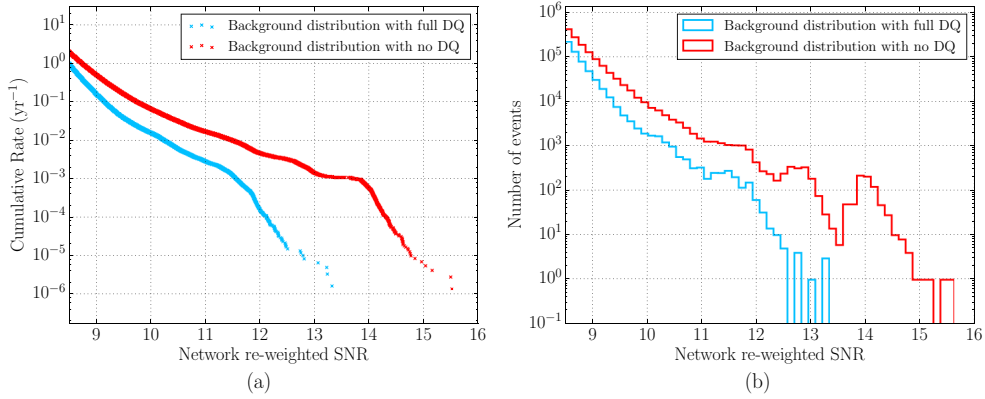 Background distribution with full DQ
Background distribution with no DQ
Cumulative Rate (yr⁻¹)
10¹
10⁰
10⁻¹
10⁻²
10⁻³
10⁻⁴
10⁻⁵
10⁻⁶
9 10 11 12 13 14 15 16
Network re-weighted SNR
(a)
Background distribution with full DQ
Background distribution with no DQ
Number of events
10⁶
10⁵
10⁴
10³
10²
10¹
10⁰
10⁻¹
9 10 11 12 13 14 15 16
Network re-weighted SNR
(b)